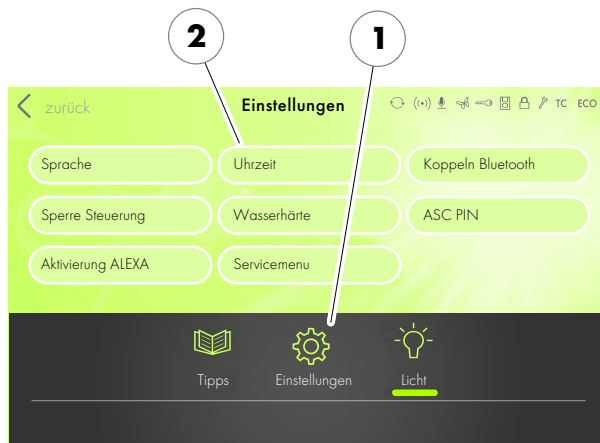 2 1
zurück Einstellungen TC ECO
Sprache Uhrzeit Koppeln Bluetooth
Sperre Steuerung Wasserhärte ASC PIN
Aktivierung ALEXA Servicemenu
Tipps Einstellungen Licht